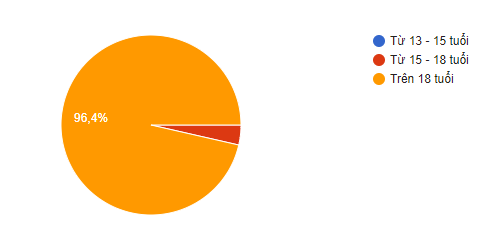 Từ 13 - 15 tuổi
Từ 15 - 18 tuổi
Trên 18 tuổi
96,4%